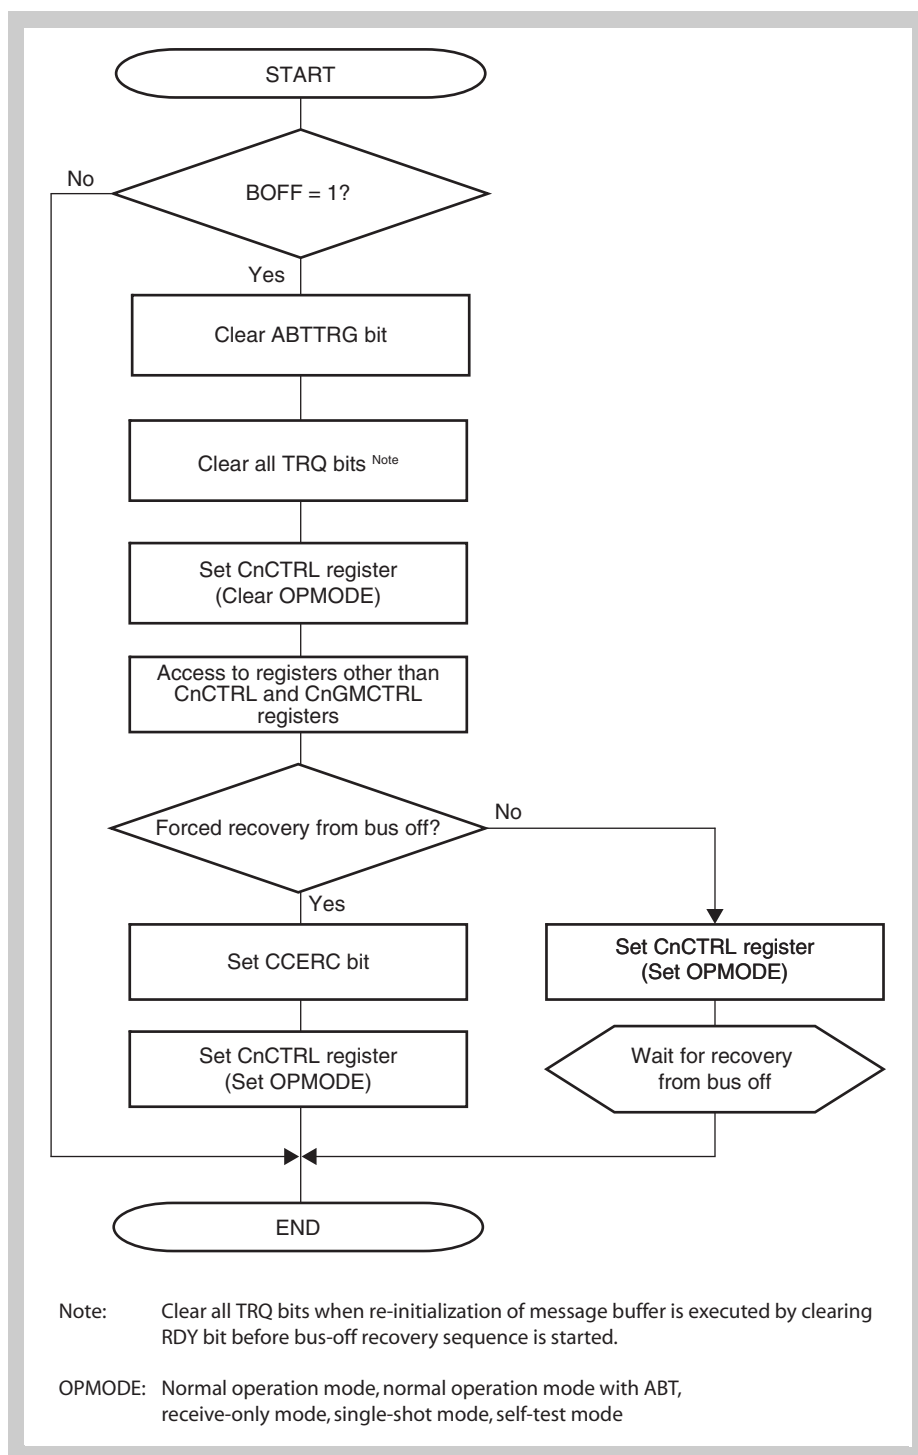 START
No
BOFF = 1?
Yes
Clear ABTTRG bit
Clear all TRQ bits Note
Set CnCTRL register
(Clear OPMODE)
Access to registers other than
CnCTRL and CnGMCTRL
registers
Forced recovery from bus off?
No
Yes
Set CCERC bit
Set CnCTRL register
(Set OPMODE)
Set CnCTRL register
(Set OPMODE)
Wait for recovery
from bus off
END
Note: Clear all TRQ bits when re-initialization of message buffer is executed by clearing
RDY bit before bus-off recovery sequence is started.
OPMODE: Normal operation mode, normal operation mode with ABT,
receive-only mode, single-shot mode, self-test mode